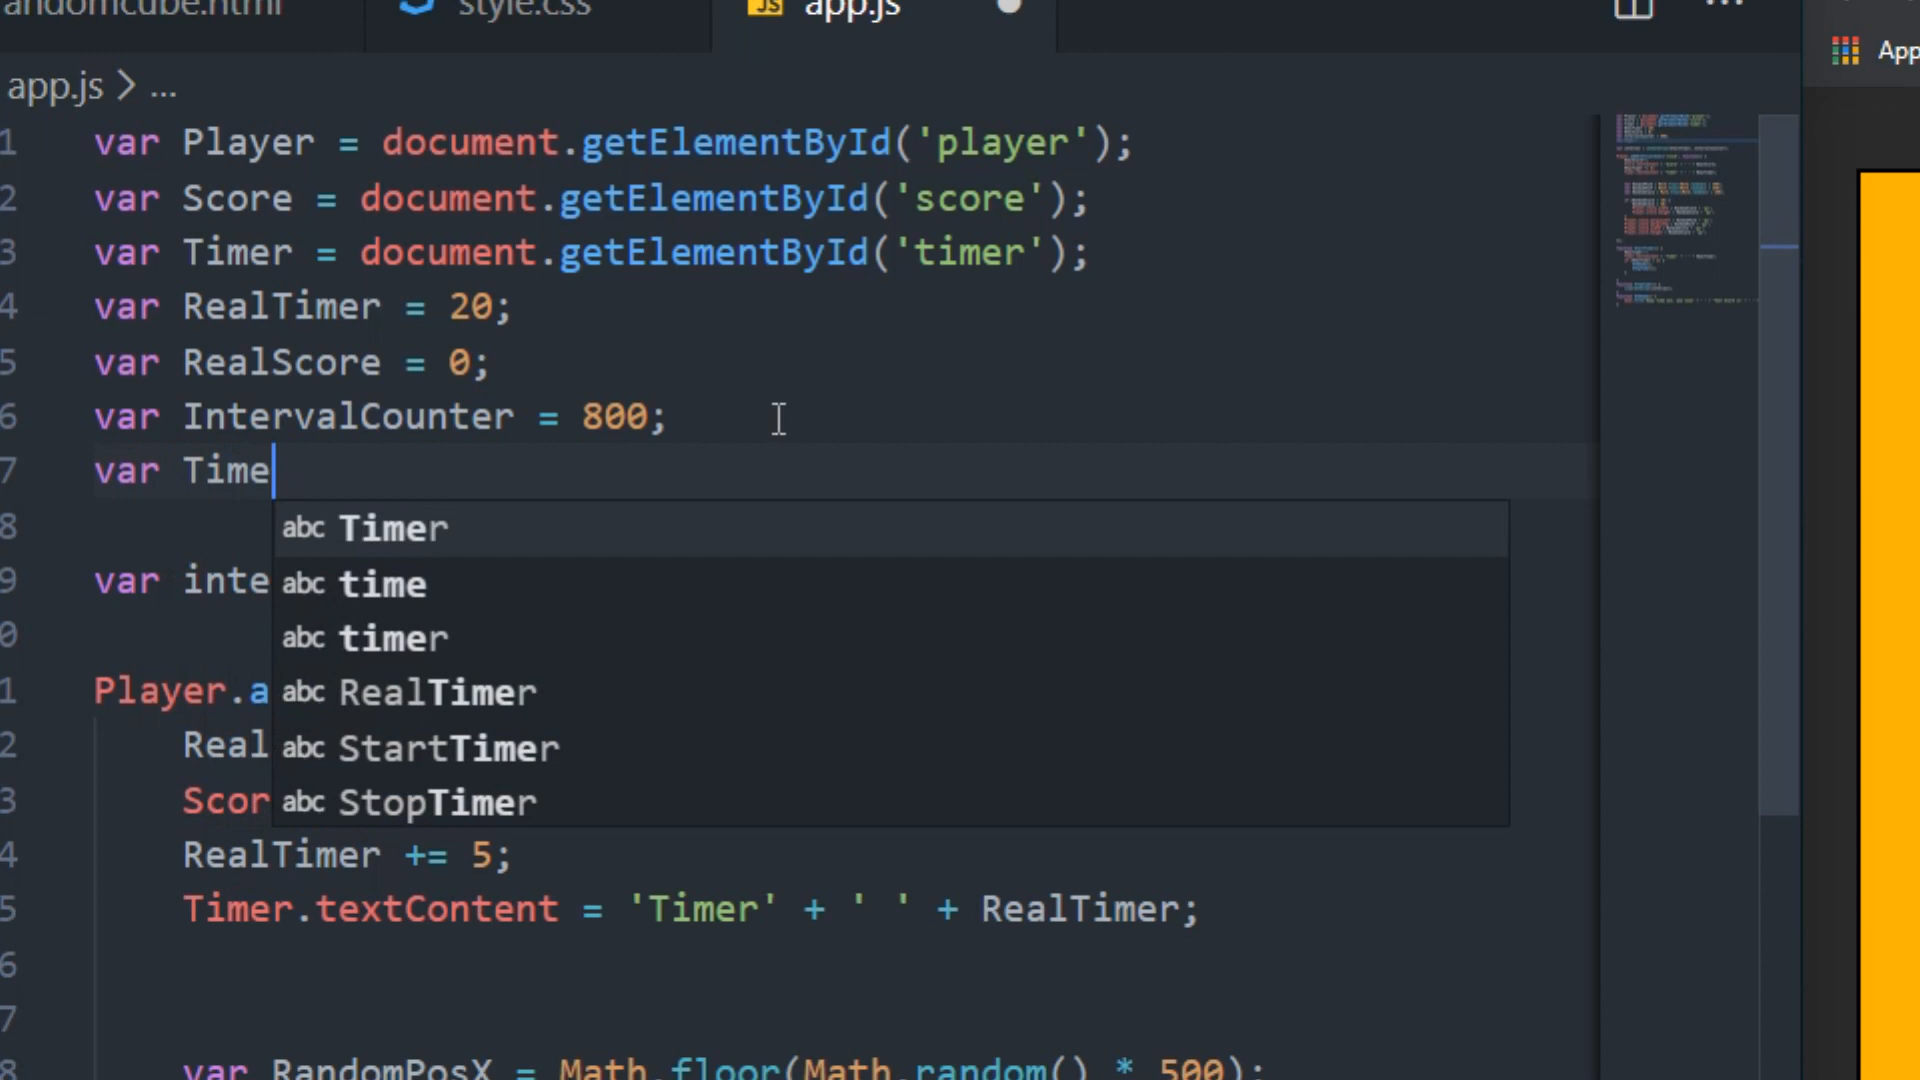 andomcube.html style.css JS app.js ...
App
app.js > ...
1 var Player = document.getElementById('player');
2 var Score = document.getElementById('score');
3 var Timer = document.getElementById('timer');
4 var RealTimer = 20;
5 var RealScore = 0;
6 var IntervalCounter = 800;
7 var Time
abc Timer
8
abc time
9 var inte
abc timer
0
abc RealTimer
1 Player.a
abc StartTimer
2 Real
abc StopTimer
3 Scor
4 RealTimer += 5;
5 Timer.textContent = 'Timer' + ' ' + RealTimer;
6
7
8 var RandomPosX = Math.floor(Math.random() * 500);